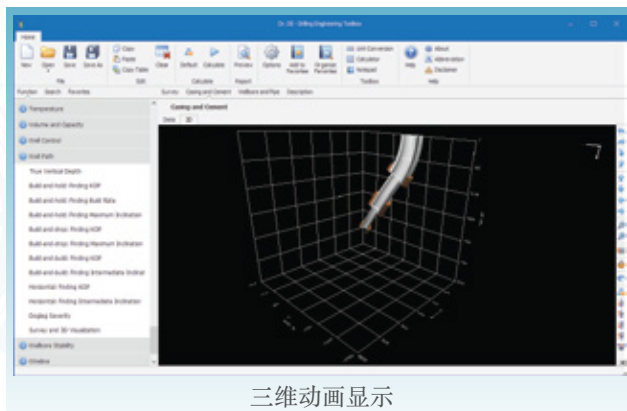 Dr. DE - Drilling Engineering Toolbox
Home
New Open Save Save As Copy Paste Copy Table Clear Default Calculate Preview Options Add to Favorites Organize Favorites Unit Conversion Calculator Notepad Help About Abbreviation Disclaimer
File Edit Calculate Report Toolbox Help
Function Search Favorites Survey Casing and Cement Wellbore and Pipe Description
Temperature
Casing and Cement
Volume and Capacity
Data 3D
Well Control
Well Path
True Vertical Depth
Build-and-hold: Finding KOP
Build-and-hold: Finding Build Rate
Build-and-hold: Finding Maximum Inclination
Build-and-drop: Finding KOP
Build-and-drop: Finding Maximum Inclination
Build-and-build: Finding KOP
Build-and-build: Finding Intermediate Inclinat
Horizontal: Finding KOP
Horizontal: Finding Intermediate Inclination
Dogleg Severity
Survey and 3D Visualization
Wellbore Stability
Wireline
三维动画显示